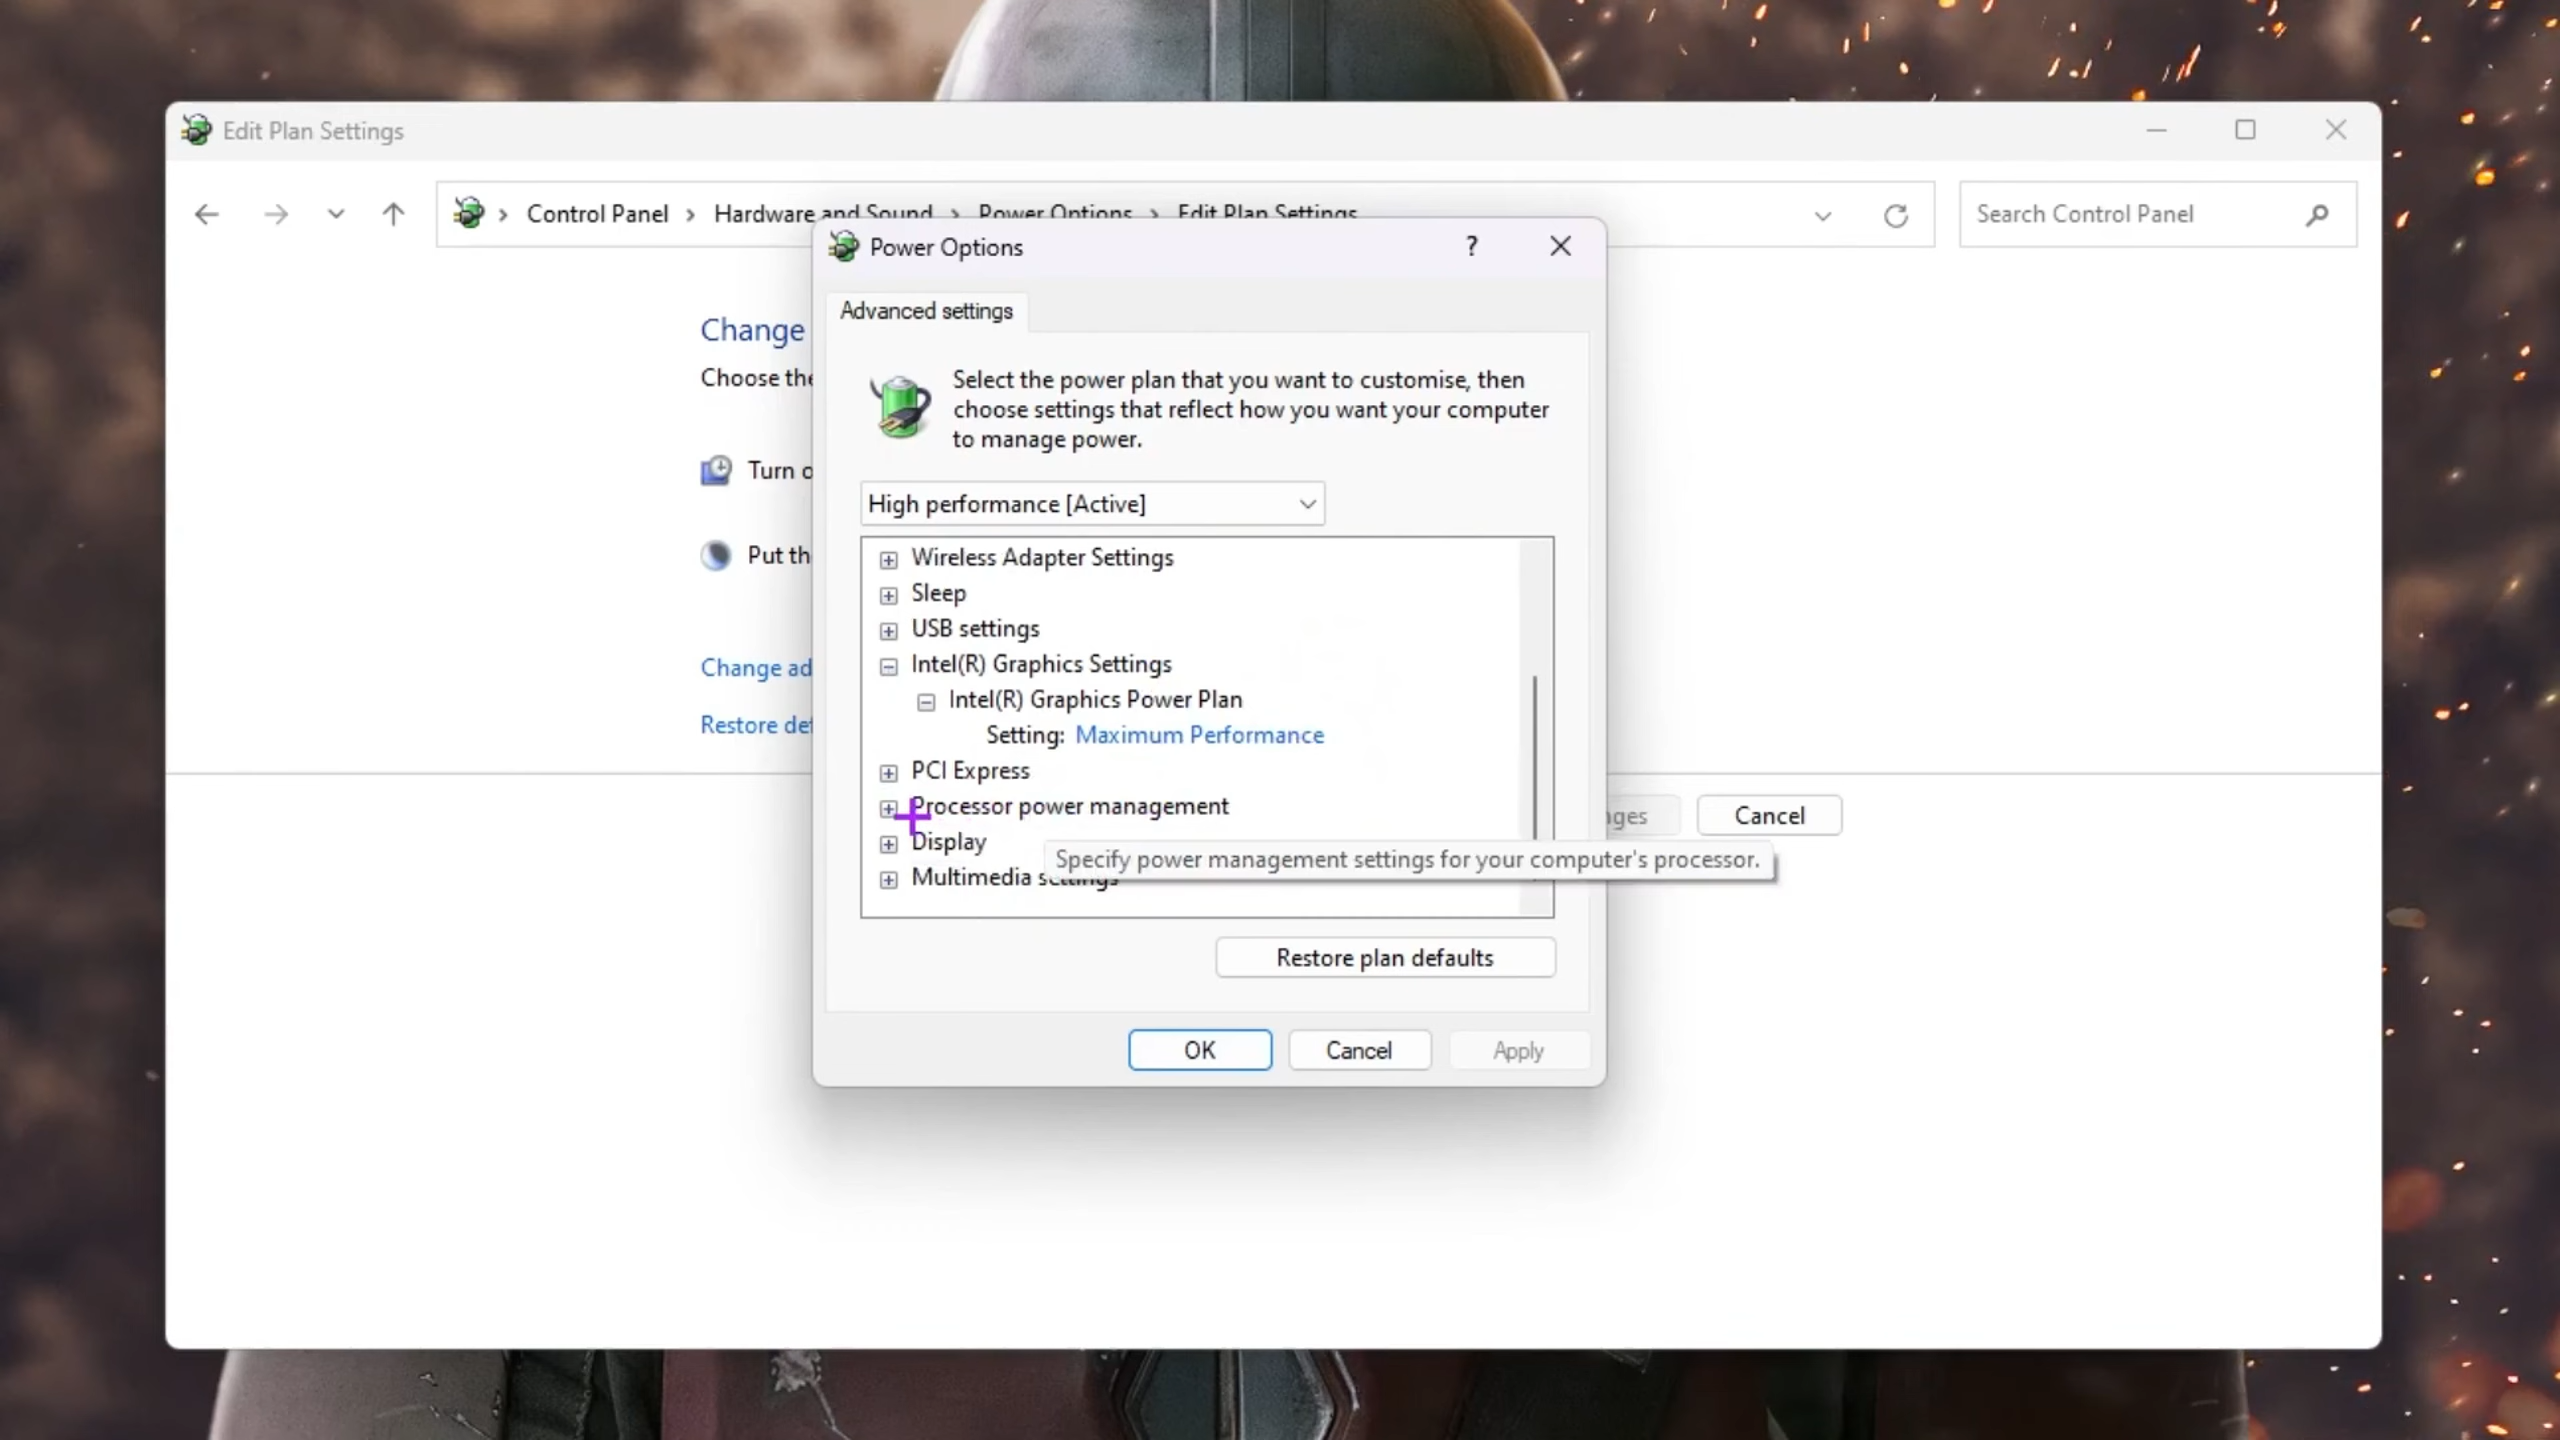 Edit Plan Settings
Control Panel
Hardware and Sound
Power Options
Edit Plan Settings
Search Control Panel
Power Options
?
Advanced settings
Change
Choose the
Select the power plan that you want to customise, then
choose settings that reflect how you want your computer
to manage power.
Turn o
High performance [Active]
Put th
Wireless Adapter Settings
Sleep
USB settings
Intel(R) Graphics Settings
Intel(R) Graphics Power Plan
Setting: Maximum Performance
Change ad
Restore def
PCI Express
Processor power management
Display
Multimedia settings
Specify power management settings for your computer's processor.
nges
Cancel
Restore plan defaults
OK
Cancel
Apply